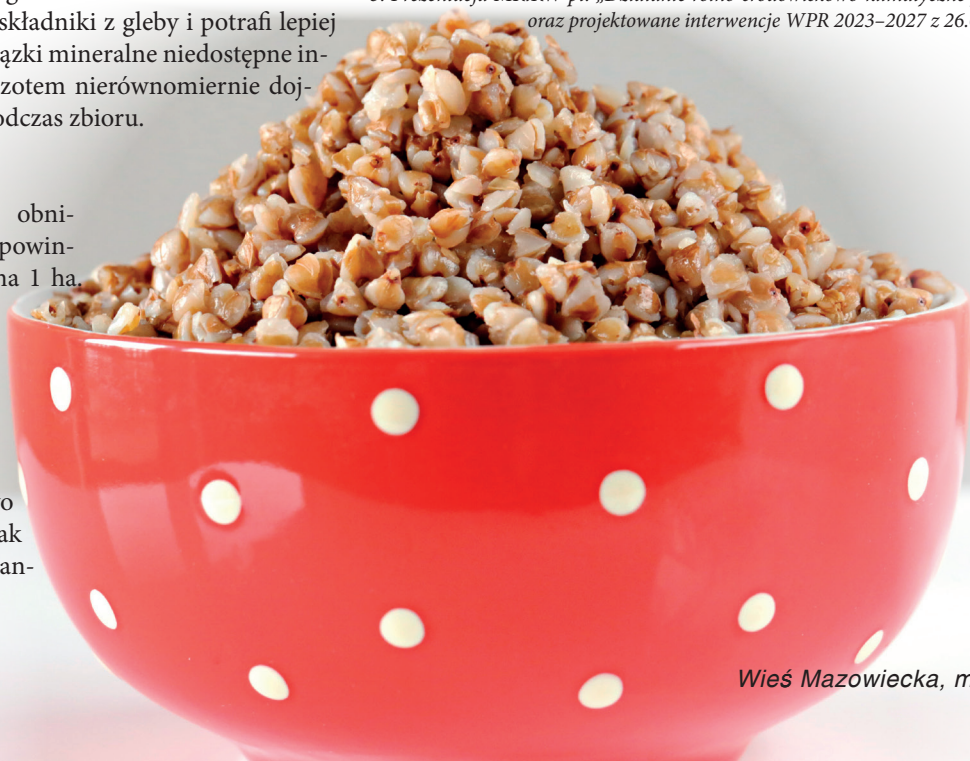 składniki z gleby i potrafi lepiej
ązki mineralne niedostępne in-
zotem nierównomiernie doj-
odczas zbioru.
obni-
powin-
na 1 ha.
o
ak
an-
oraz projektowane interwencje WPR 2023–2027 z 26.
Wieś Mazowiecka, m